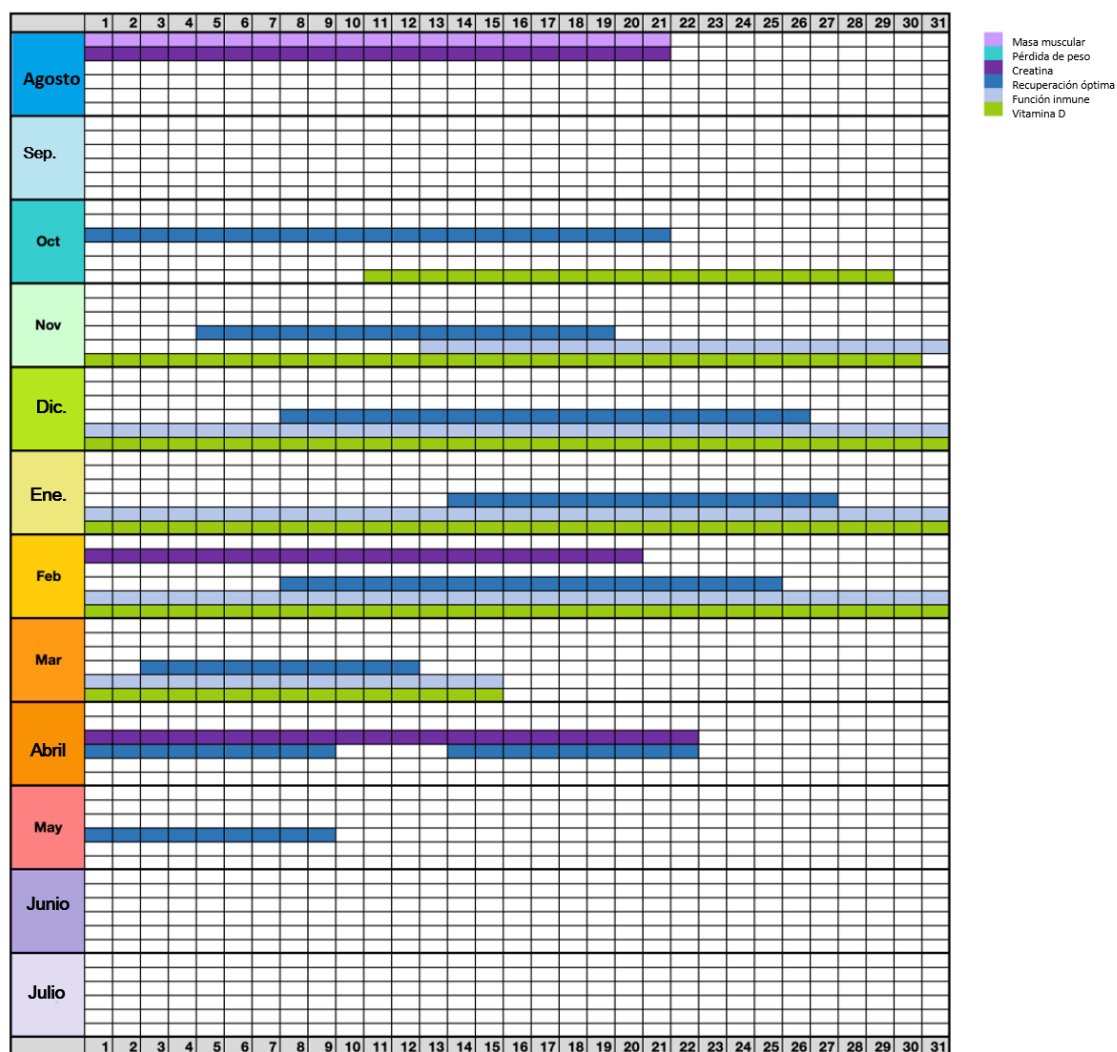 1 2 3 4 5 6 7 8 9 10 11 12 13 14 15 16 17 18 19 20 21 22 23 24 25 26 27 28 29 30 31
Masa muscular
Pérdida de peso
Creatina
Recuperación óptima
Función inmune
Vitamina D
Agosto
Sep.
Oct
Nov
Dic.
Ene.
Feb
Mar
Abril
May
Junio
Julio
1 2 3 4 5 6 7 8 9 10 11 12 13 14 15 16 17 18 19 20 21 22 23 24 25 26 27 28 29 30 31